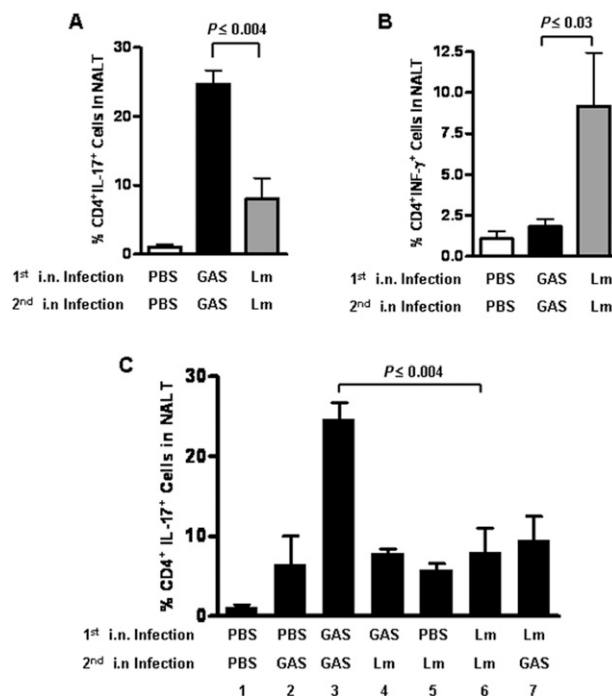 A
P ≤ 0.004
% CD4⁺IL-17⁺ Cells In NALT
30
20
10
0
1st i.n. Infection PBS GAS Lm
2nd i.n Infection PBS GAS Lm
B
P ≤ 0.03
% CD4⁺INF-γ⁺ Cells In NALT
12.5
10.0
7.5
5.0
2.5
0
1st i.n. Infection PBS GAS Lm
2nd i.n Infection PBS GAS Lm
C
P ≤ 0.004
% CD4⁺ IL-17⁺ Cells in NALT
30
20
10
0
1st i.n. Infection PBS PBS GAS GAS PBS Lm Lm
2nd i.n Infection PBS GAS GAS Lm Lm Lm GAS
1 2 3 4 5 6 7